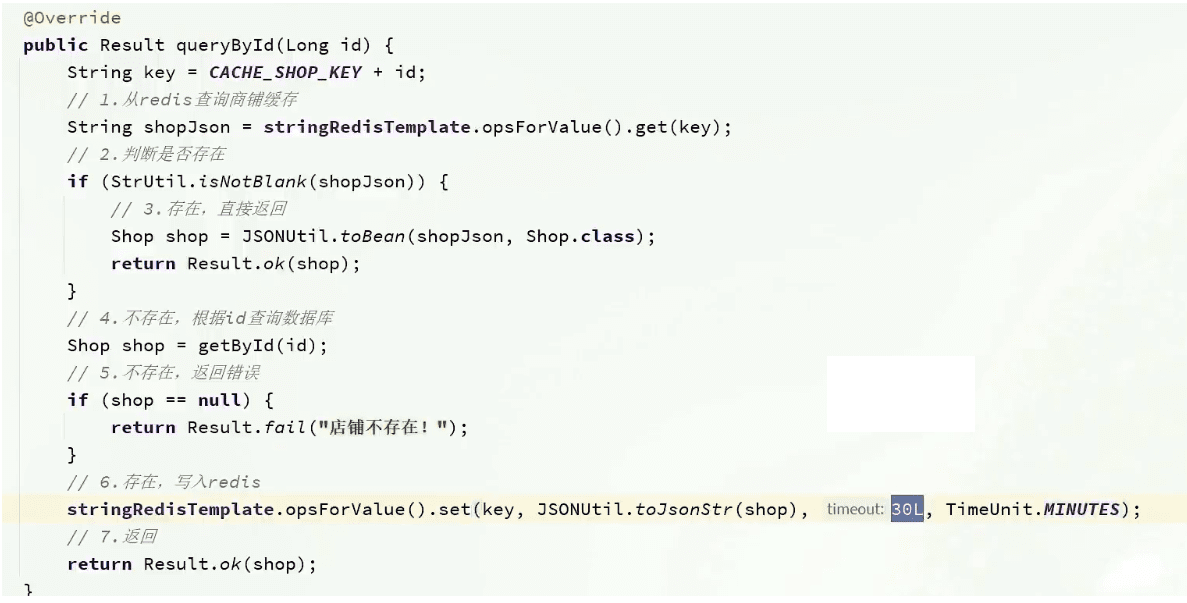 @Override
public Result queryById(Long id) {
String key = CACHE_SHOP_KEY + id;
// 1.从redis查询商铺缓存
String shopJson = stringRedisTemplate.opsForValue().get(key);
// 2.判断是否存在
if (StrUtil.isNotBlank(shopJson)) {
// 3.存在，直接返回
Shop shop = JSONUtil.toBean(shopJson, Shop.class);
return Result.ok(shop);
}
// 4.不存在，根据id查询数据库
Shop shop = getById(id);
// 5.不存在，返回错误
if (shop == null) {
return Result.fail("店铺不存在！");
}
// 6.存在，写入redis
stringRedisTemplate.opsForValue().set(key, JSONUtil.toJsonStr(shop), timeout: 30L, TimeUnit.MINUTES);
// 7.返回
return Result.ok(shop);
}